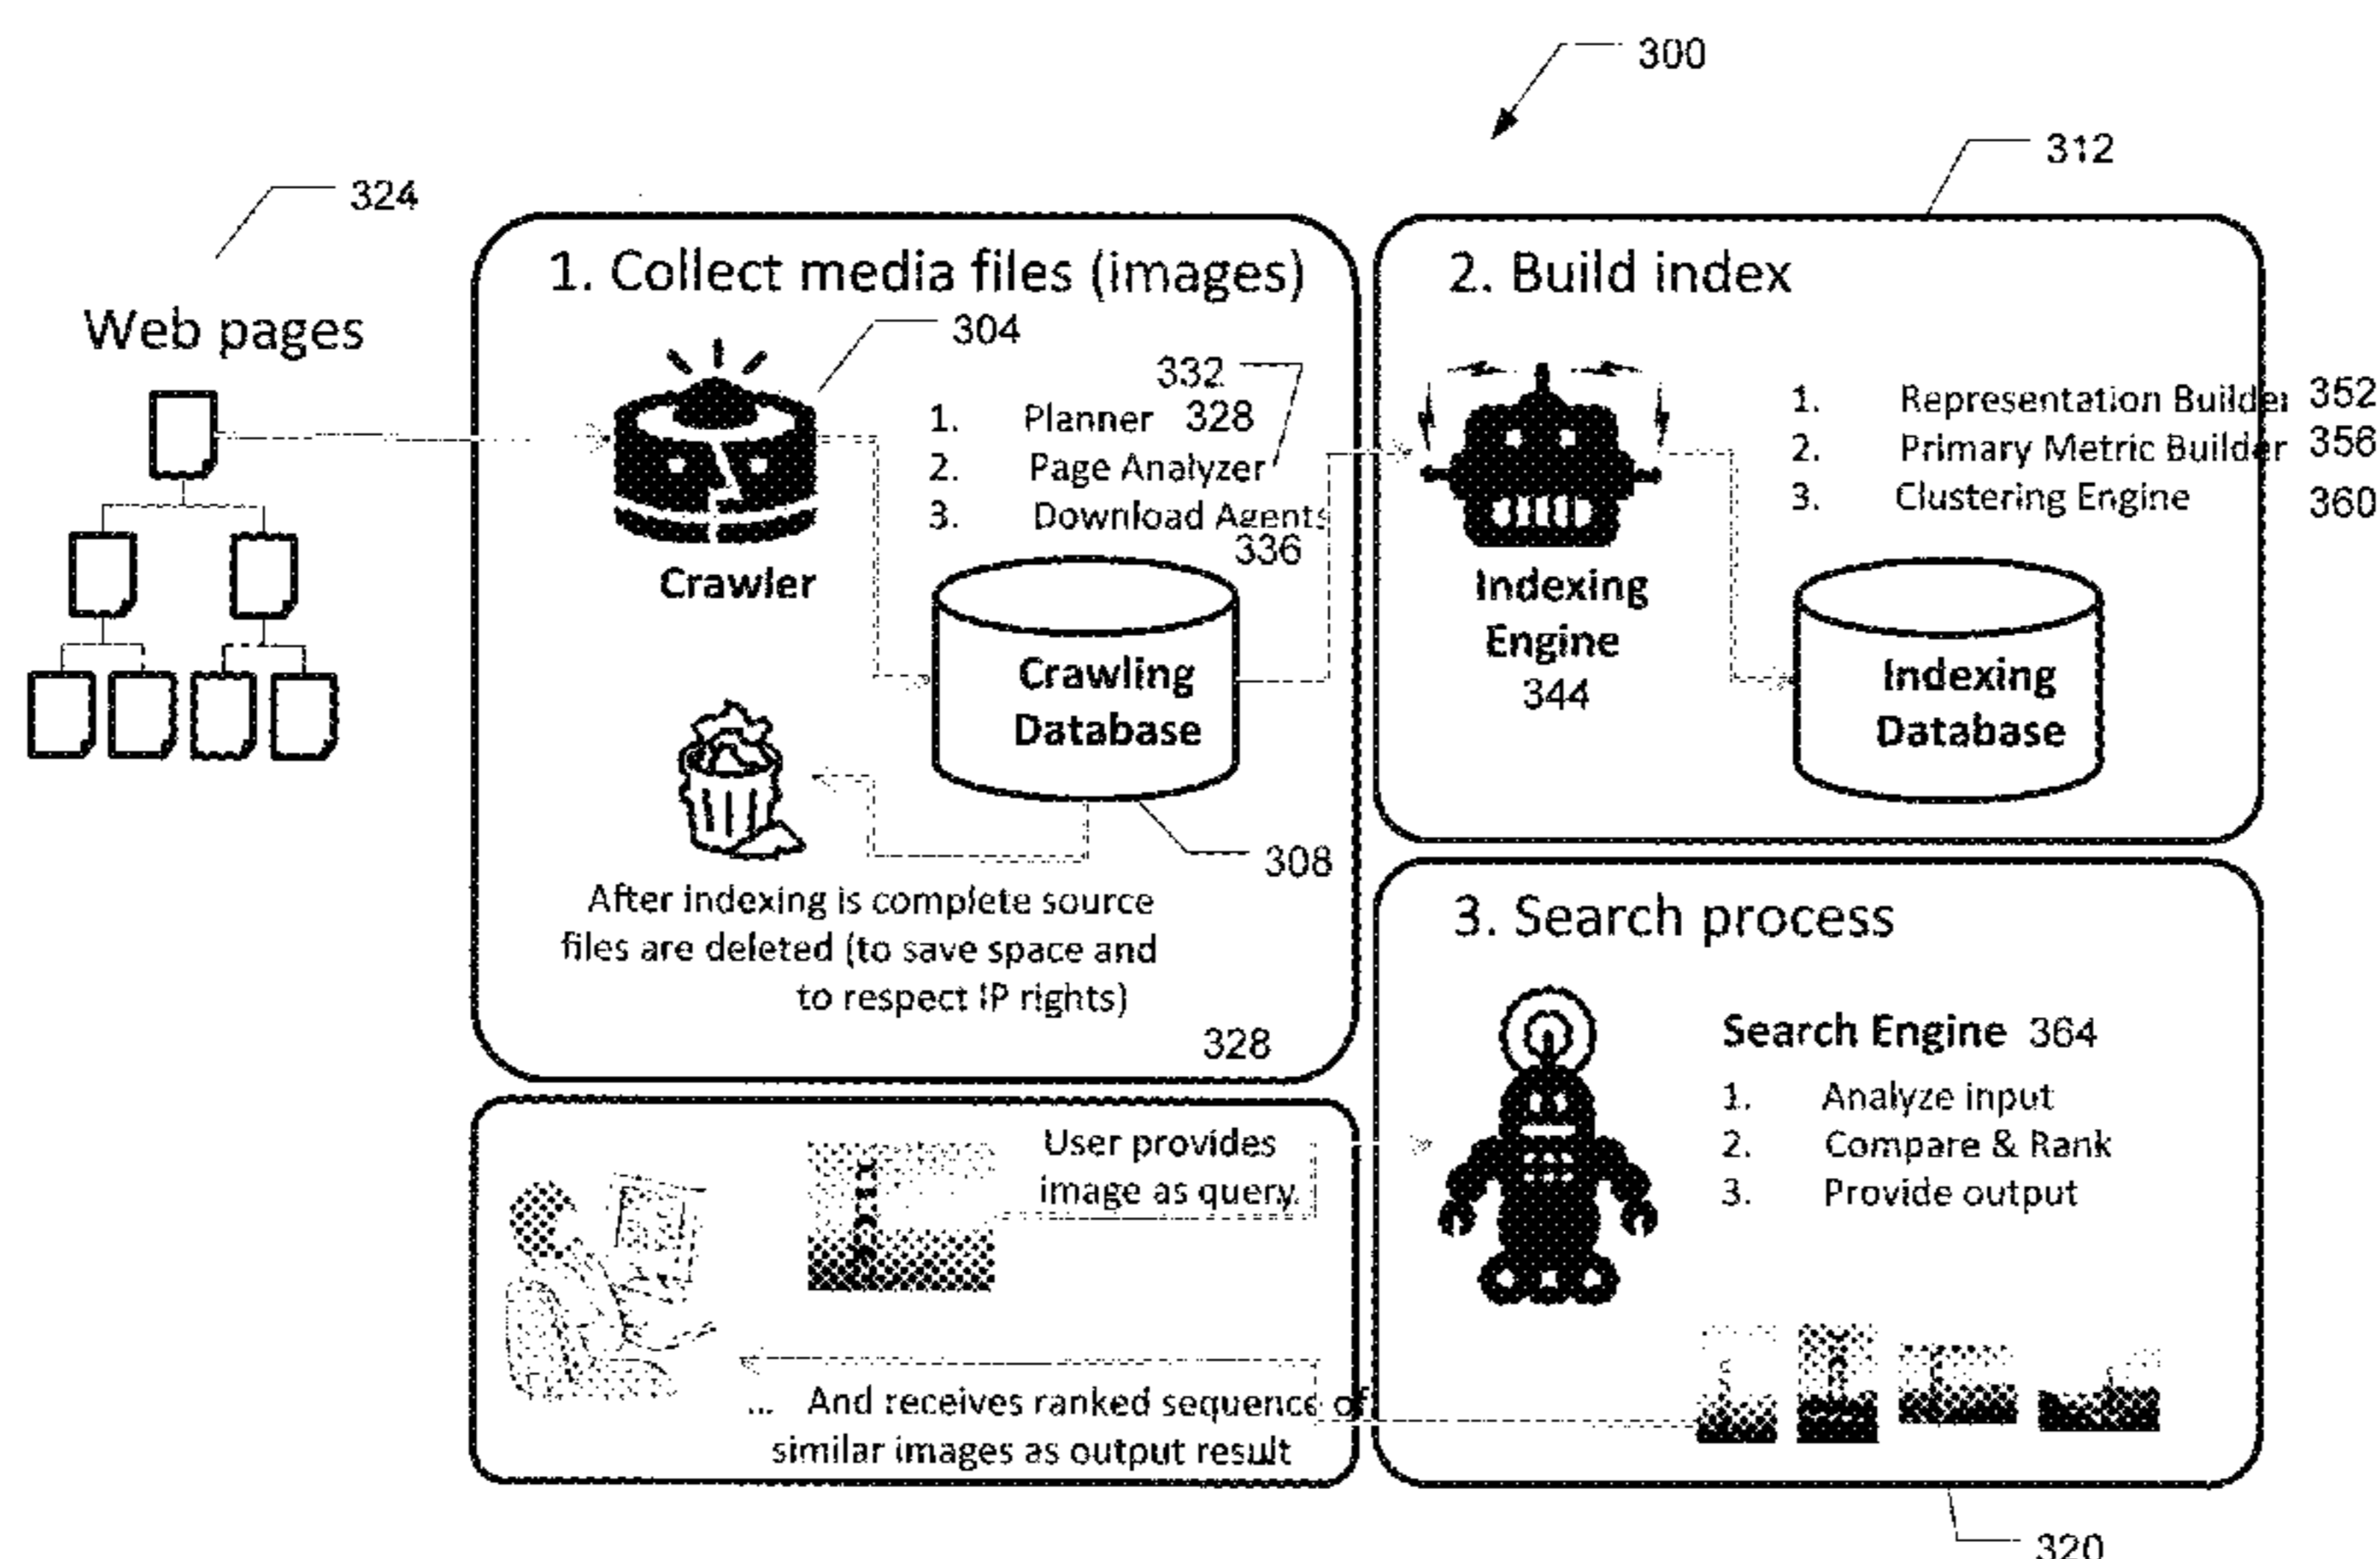 300
312
324
Web pages
1. Collect media files (images)
304
332
1. Planner 328
2. Page Analyzer
3. Download Agents
336
Crawler
Crawling
Database
308
After indexing is complete source
files are deleted (to save space and
to respect IP rights)
328
2. Build index
1. Representation Builder 352
2. Primary Metric Builder 356
3. Clustering Engine 360
Indexing
Engine
344
Indexing
Database
3. Search process
Search Engine 364
1. Analyze input
2. Compare & Rank
3. Provide output
User provides
image as query.
... And receives ranked sequence of
similar images as output result
320